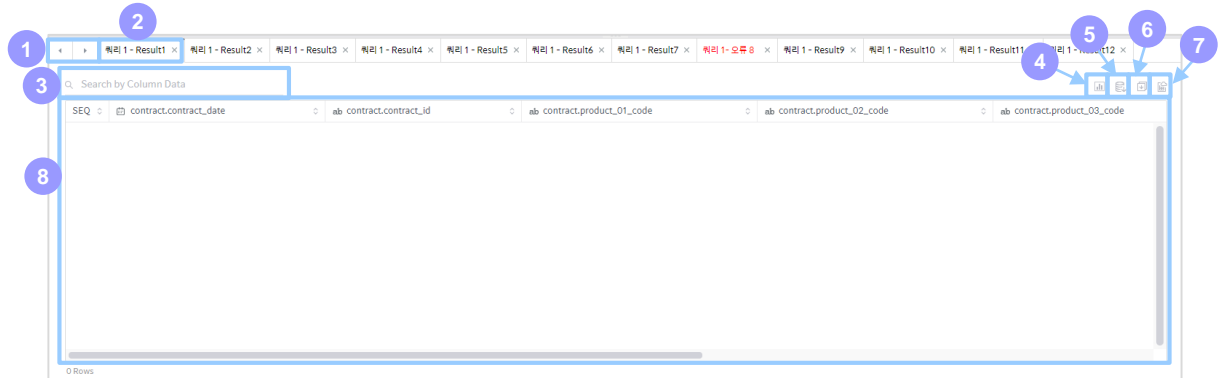 1
2
쿼리 1 - Result1 × 쿼리 1 - Result2 × 쿼리 1 - Result3 × 쿼리 1 - Result4 × 쿼리 1 - Result5 × 쿼리 1 - Result6 × 쿼리 1 - Result7 × 쿼리 1- 오류 8 × 쿼리 1 - Result9 × 쿼리 1 - Result10 × 쿼리 1 - Result11
4
5
6
7
3
Search by Column Data
SEQ contract.contract_date ab contract.contract_id ab contract.product_01_code ab contract.product_02_code ab contract.product_03_code
8
0 Rows